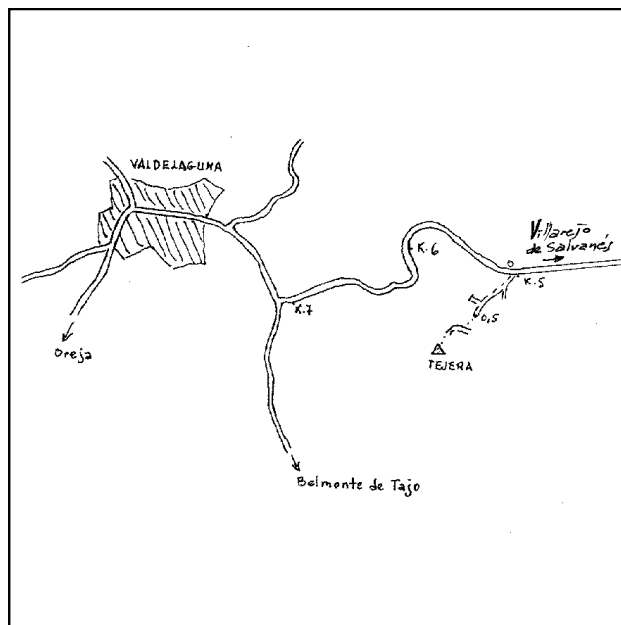 VALDELAGUNA
Villarejo
de Salvanés
K.6
O
K.5
K.7
0,5
TEJERA
Oreja
Belmonte de Tajo